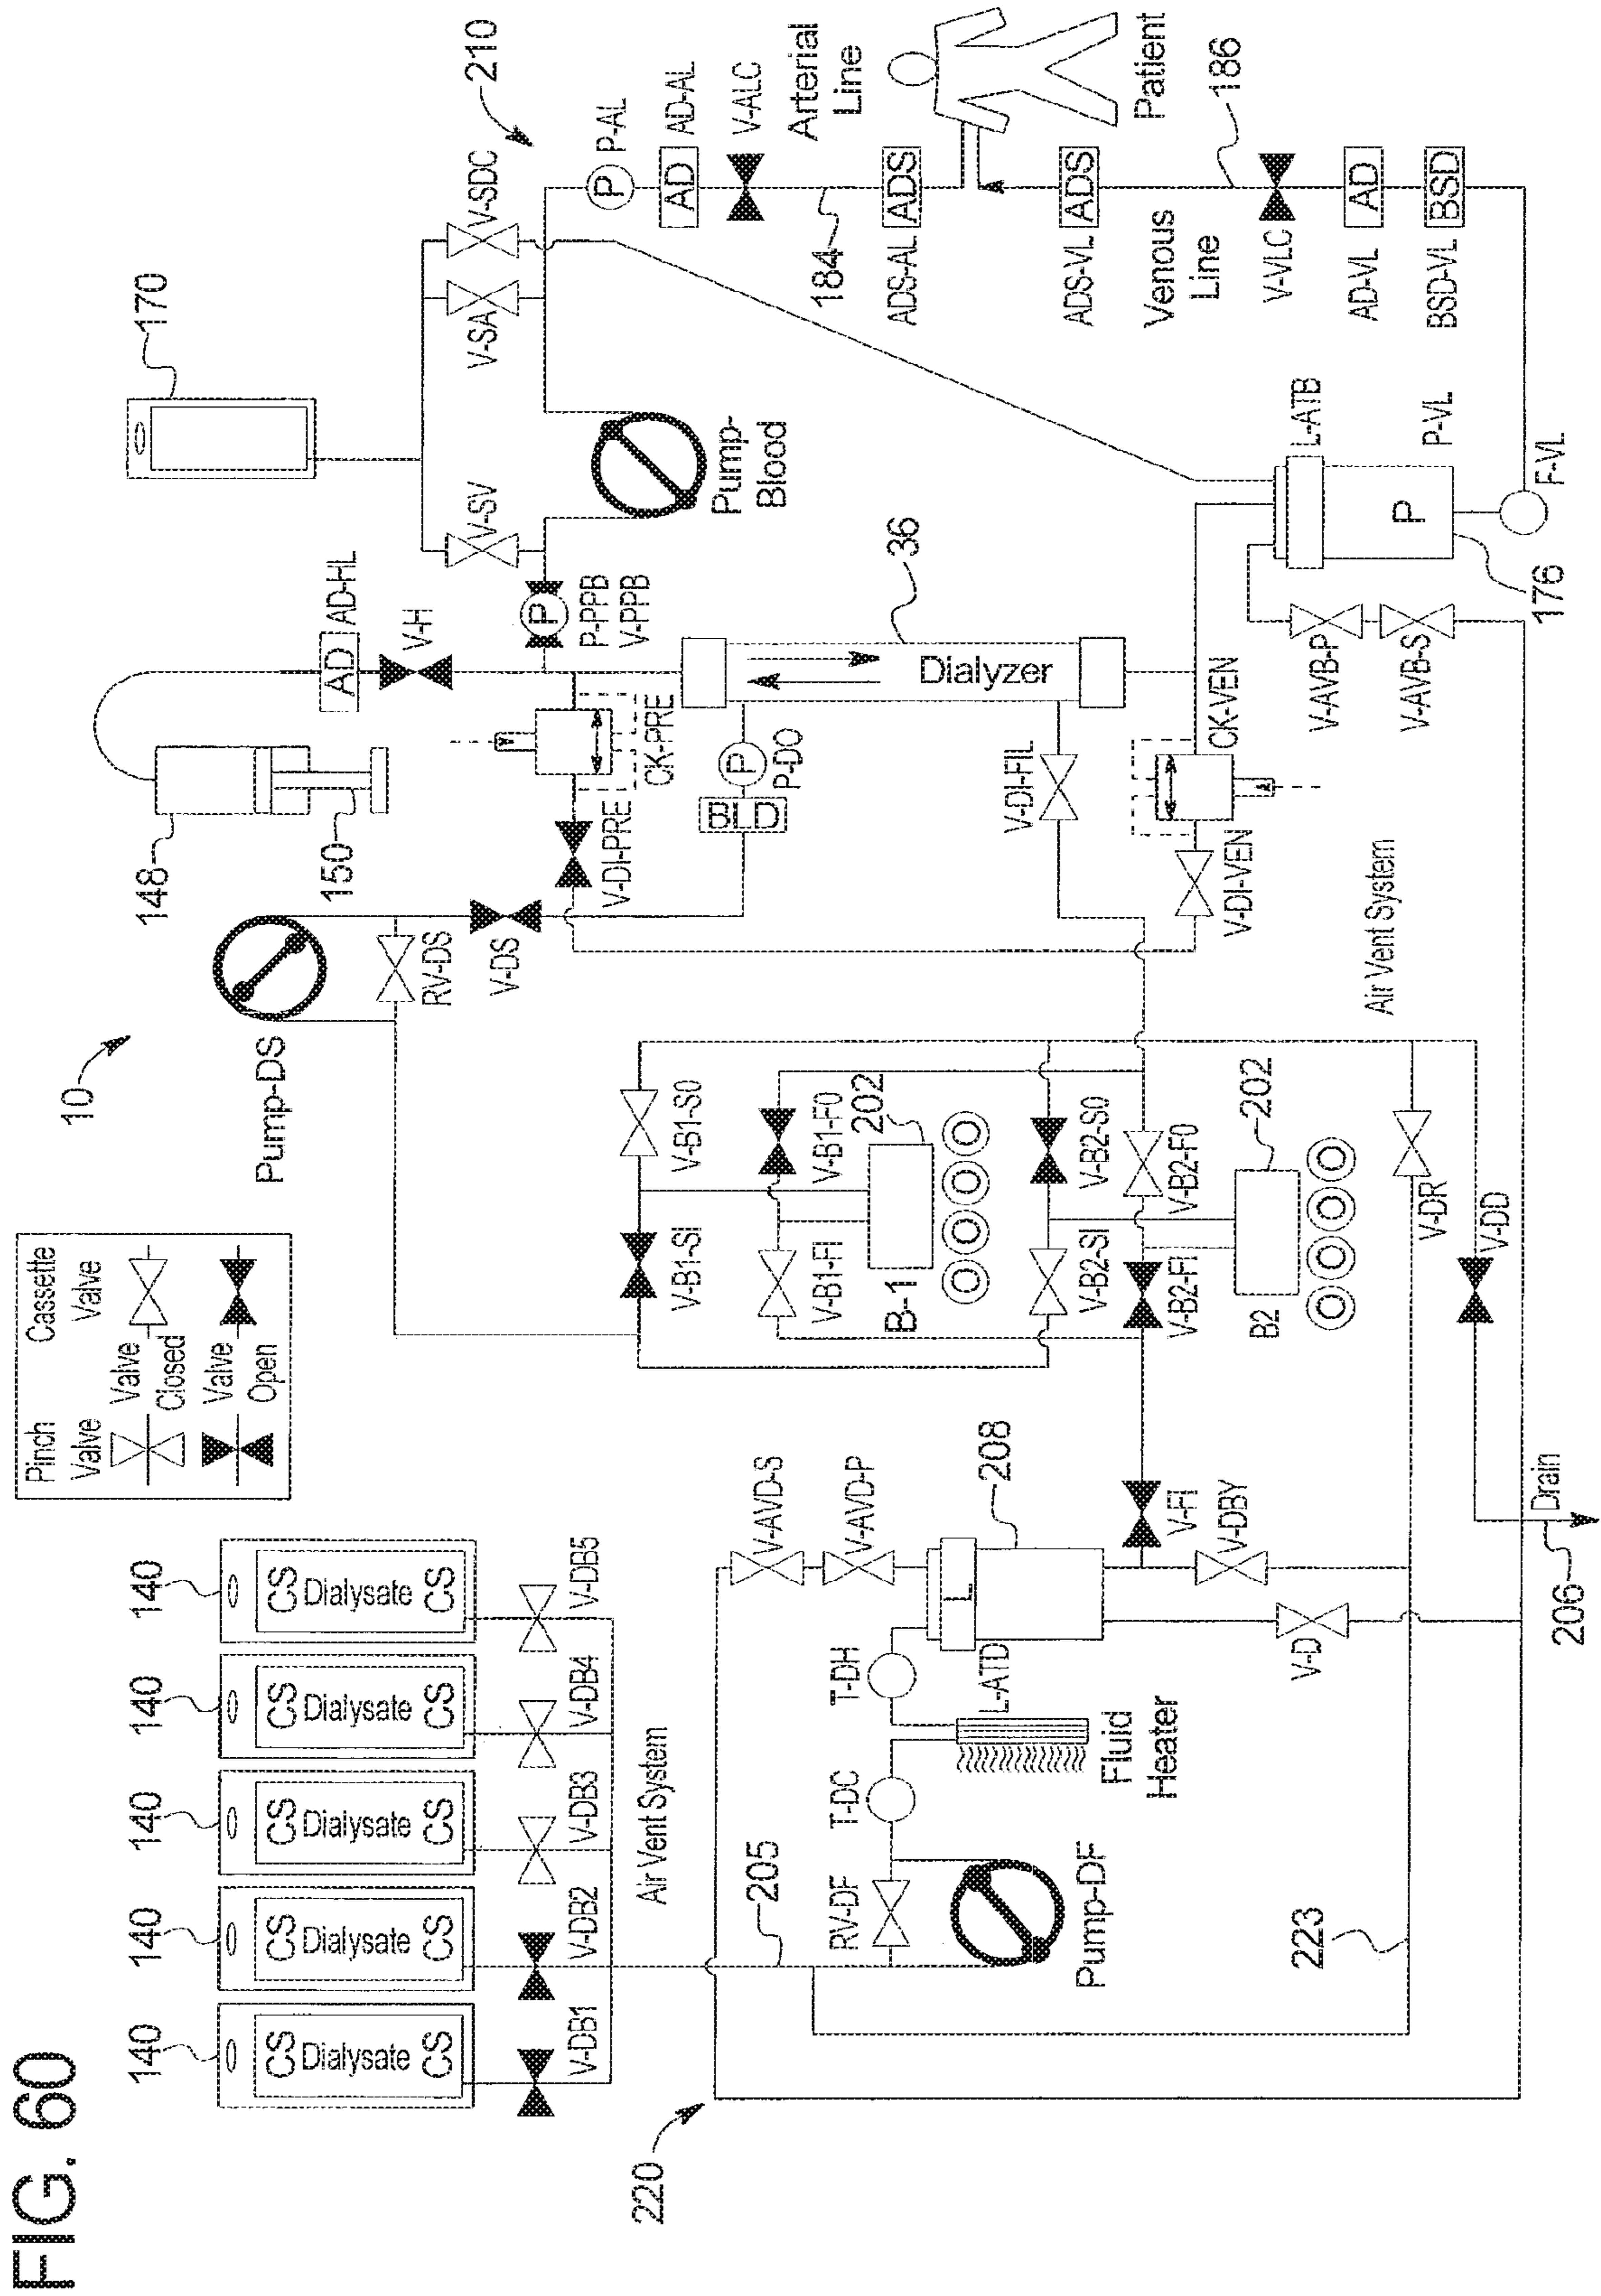 FIG. 60
Pinch Valve
Cassette Valve
Valve Closed
Valve Open
10
220
140
140
140
140
140
CS Dialysate CS
CS Dialysate CS
CS Dialysate CS
CS Dialysate CS
CS Dialysate CS
V-DB1
V-DB2
V-DB3
V-DB4
V-DB5
Air Vent System
205
RV-DF
Pump-DF
T-DC
T-DH
Fluid Heater
L-ATD
L
208
V-AVD-S
V-AVD-P
V-FI
V-DBY
V-D
223
Drain
206
Pump-DS
RV-DS
V-DS
V-B1-SI
V-B1-S0
V-B1-FI
V-B1-F0
202
B-1
V-B2-SI
V-B2-S0
V-B2-FI
V-B2-F0
202
B2
V-DR
V-DD
Air Vent System
148
150
AD
AD-HL
V-H
CK-PRE
V-DI-PRE
BLD
P
P-DO
V-DI-FIL
V-DI-VEN
CK-VEN
Dialyzer
36
P
P-PPB
V-PPB
170
V-SV
V-SA
V-SDC
210
Pump-Blood
P
P-AL
AD
AD-AL
V-ALC
Arterial Line
184
ADS
ADS-AL
Patient
ADS
ADS-VL
Venous Line
186
V-VLC
AD
AD-VL
BSD
BSD-VL
L-ATB
P
P-VL
F-VL
176
V-AVB-P
V-AVB-S